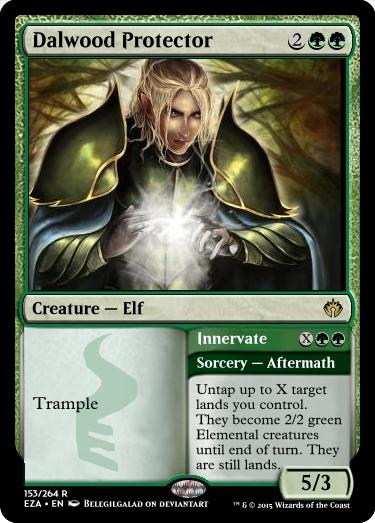 Dalwood Protector 2
Creature — Elf
Trample
Innervate X
Sorcery — Aftermath
Untap up to X target
lands you control.
They become 2/2 green
Elemental creatures
until end of turn. They
are still lands.
5/3
153/264 R
EZA • EN BELEGILGALAD ON DEVIANTART
™ & © 2015 Wizards of the Coast